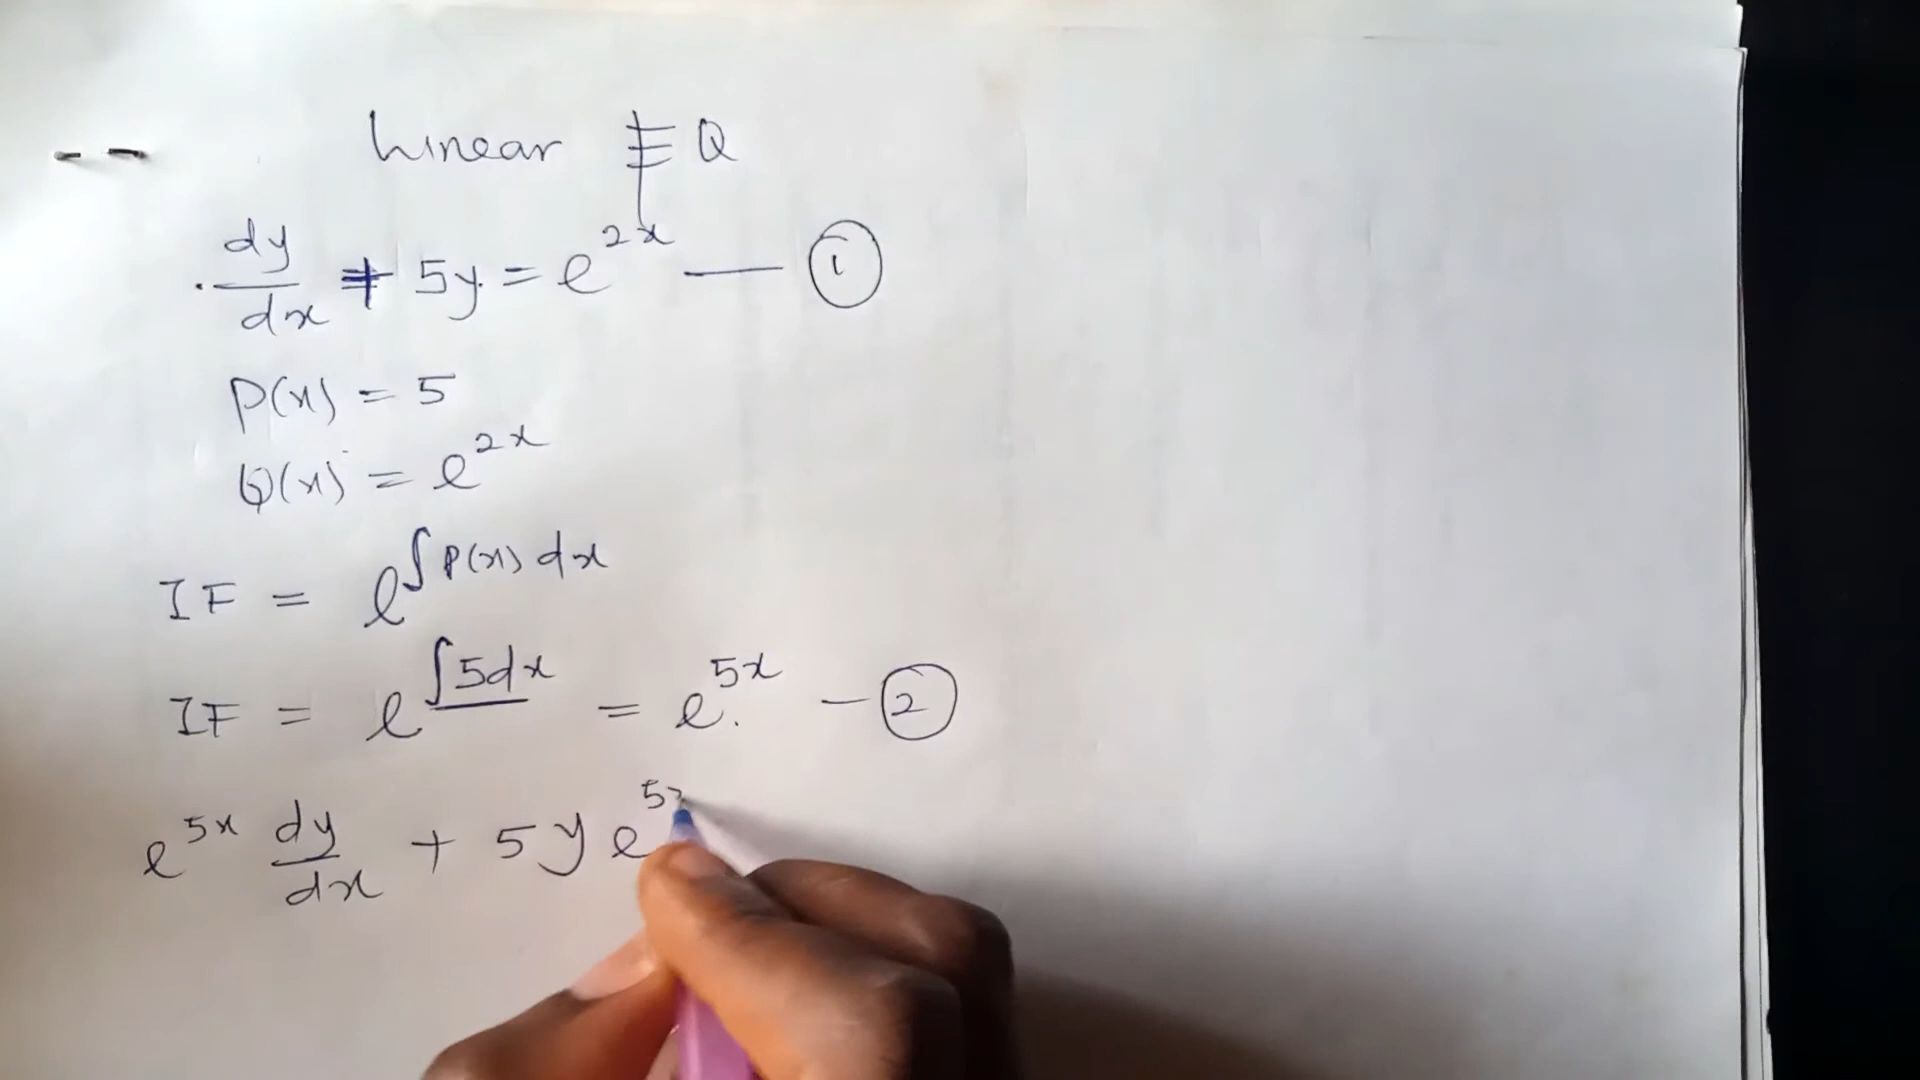 Linear EQ
dy/dx + 5y = e^{2x} — ①
P(x) = 5
Q(x) = e^{2x}
IF = e^{∫P(x)dx}
IF = e^{∫5dx} = e^{5x} - ②
e^{5x} dy/dx + 5y e^{5x}